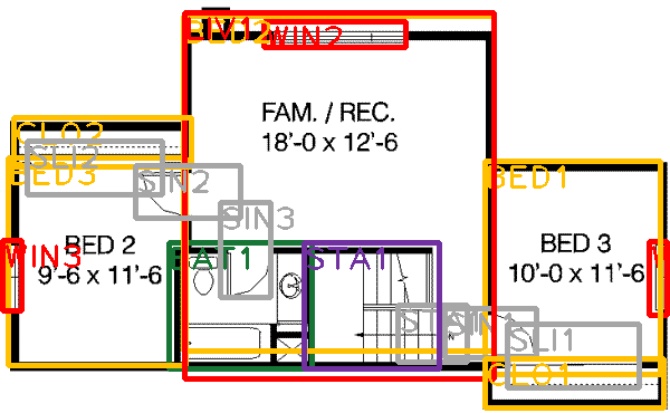 LIV1
BED2
WIN2
FAM. / REC.
18'-0 x 12'-6
CLO2
SLI2
BED3
SIN2
BED1
SIN3
WIN3
BED 2
9'-6 x 11'-6
BAT1
STA1
BED 3
10'-0 x 11'-6
SIN1
SLI1
CLO1